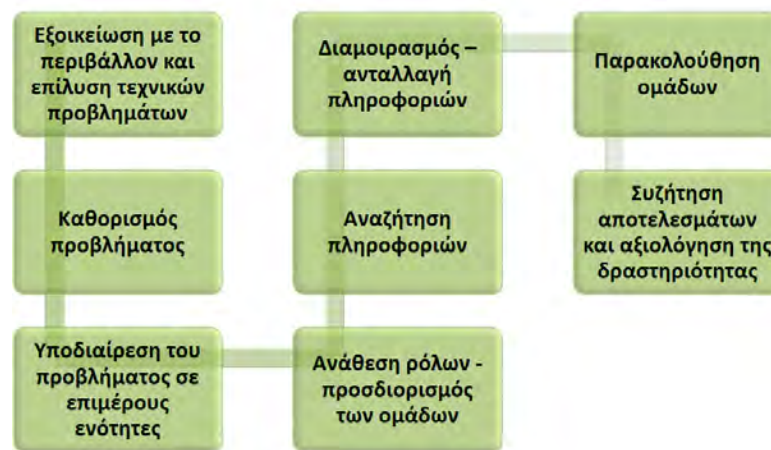 Εξοικείωση με το
περιβάλλον και
επίλυση τεχνικών
προβλημάτων
Καθορισμός
προβλήματος
Υποδιαίρεση του
προβλήματος σε
επιμέρους
ενότητες
Ανάθεση ρόλων -
προσδιορισμός
των ομάδων
Αναζήτηση
πληροφοριών
Διαμοιρασμός –
ανταλλαγή
πληροφοριών
Παρακολούθηση
ομάδων
Συζήτηση
αποτελεσμάτων
και αξιολόγηση της
δραστηριότητας